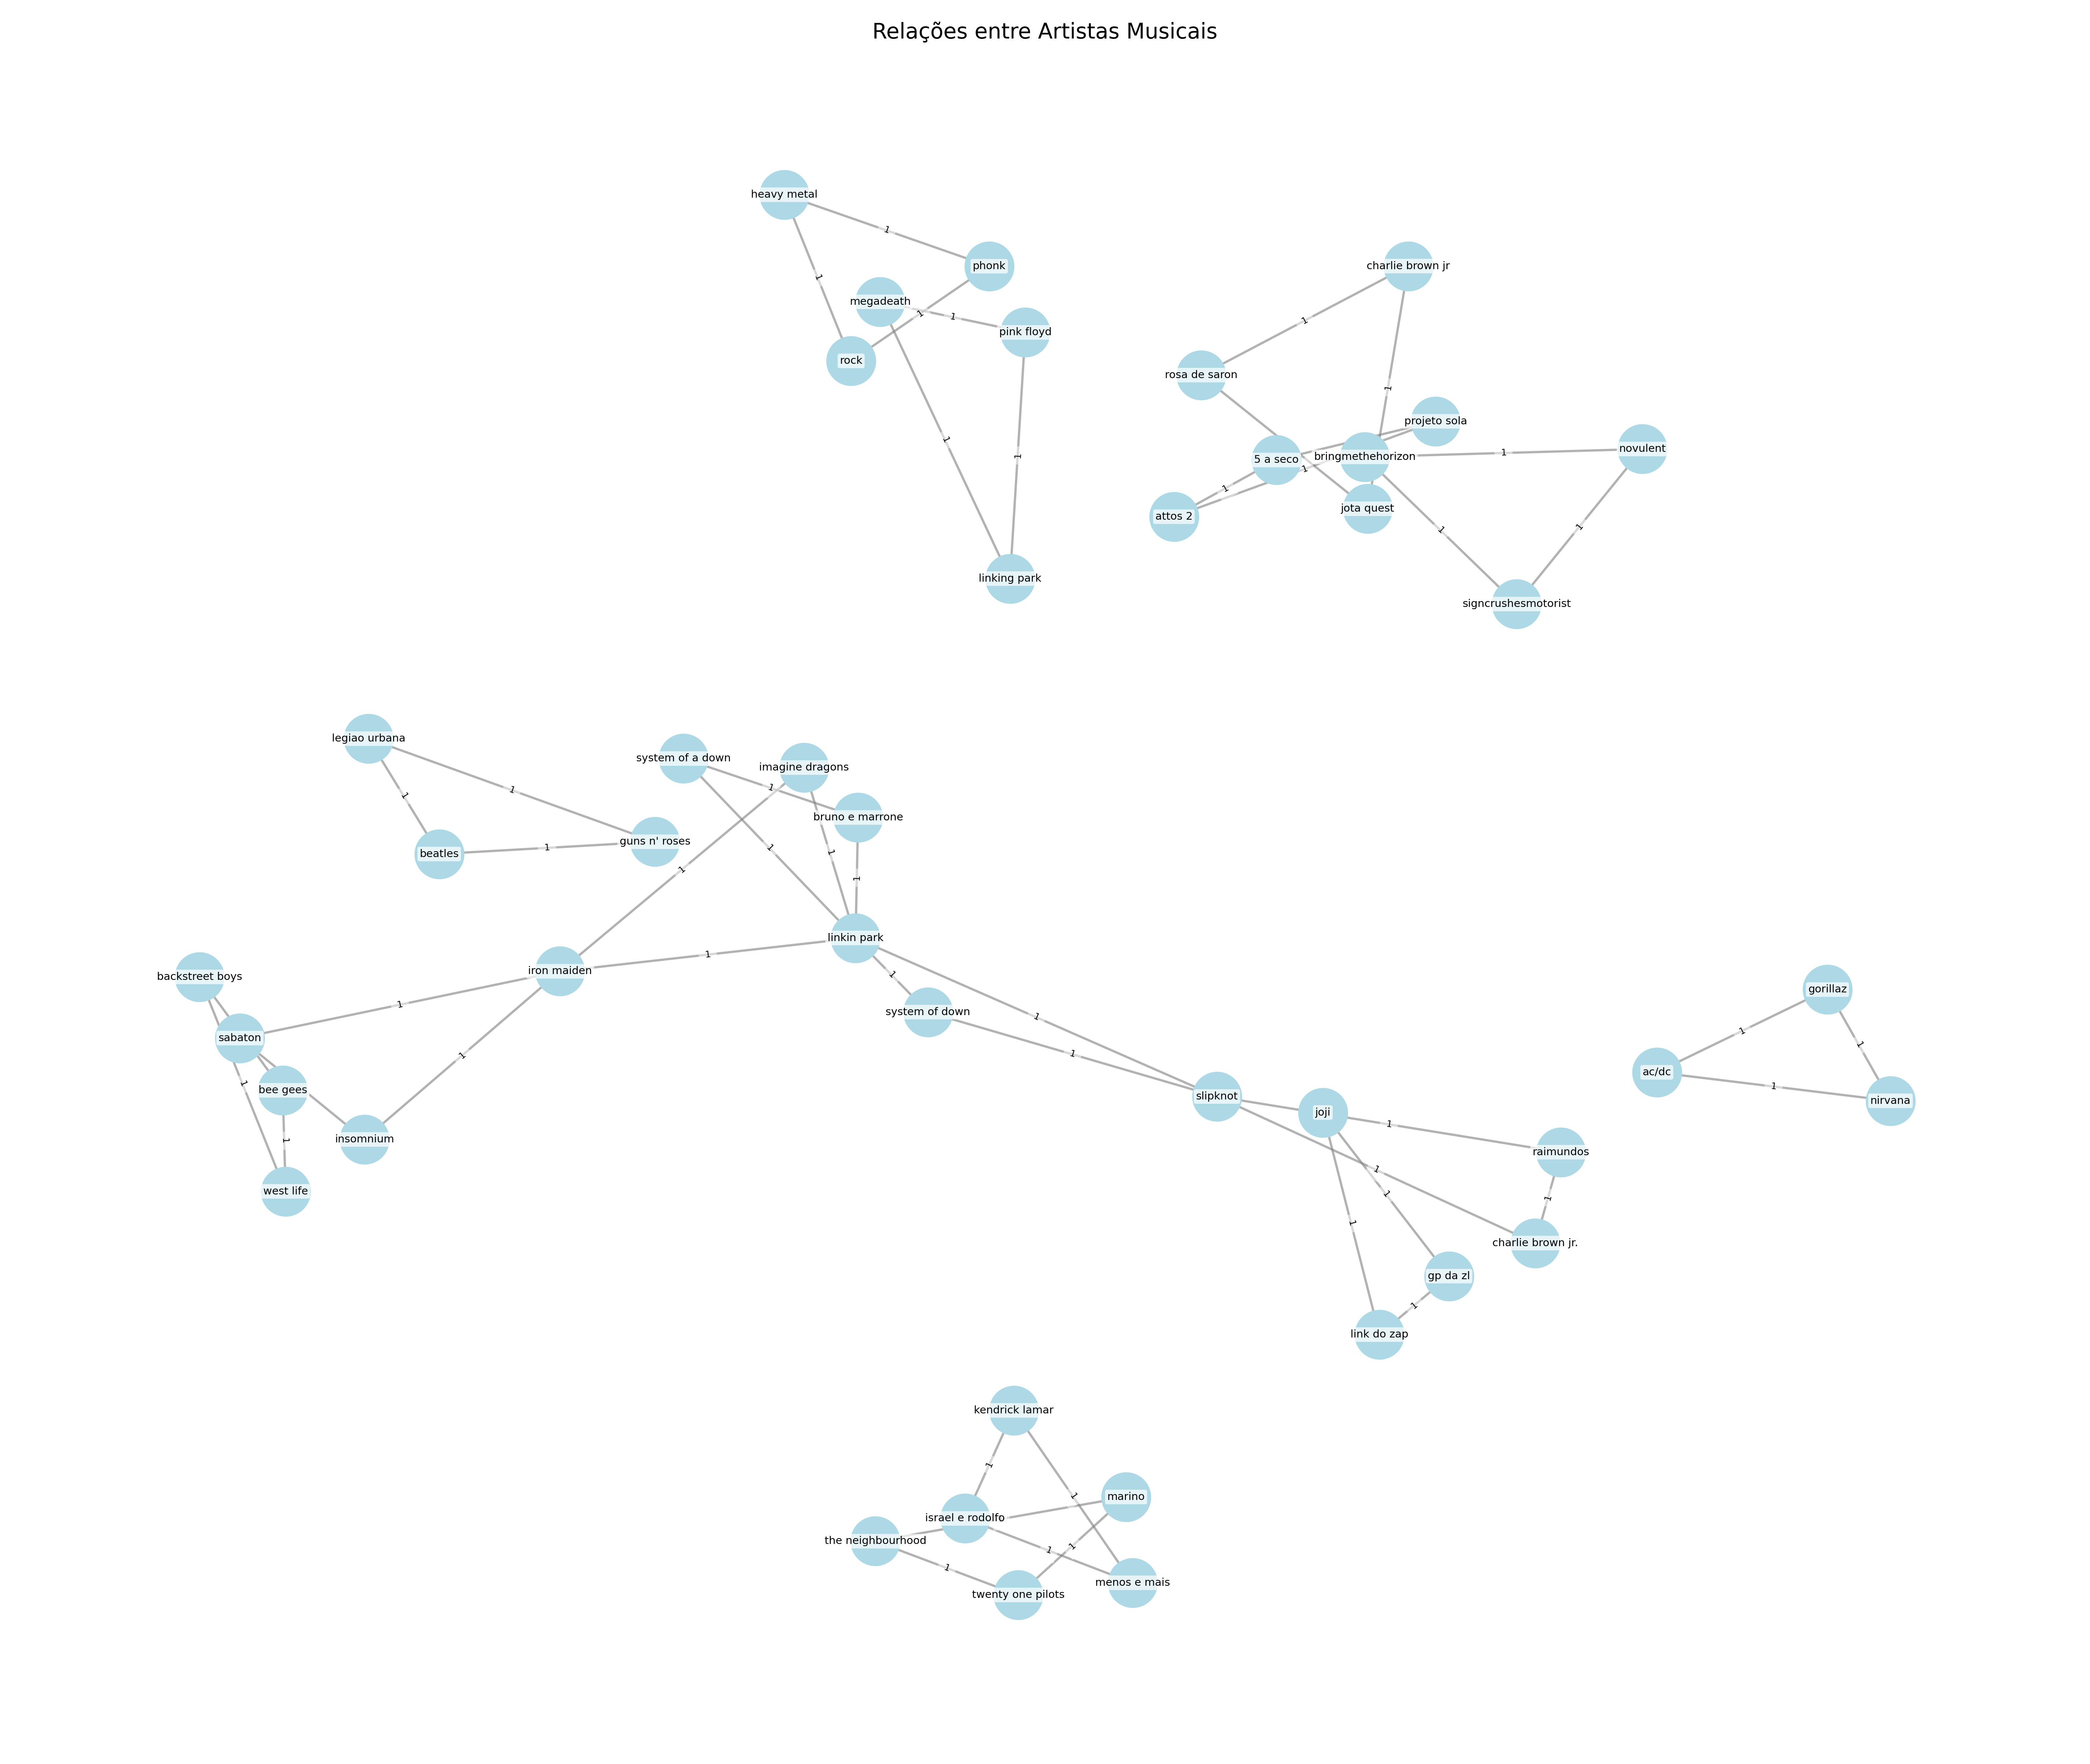 Relações entre Artistas Musicais
heavy metal
1
phonk
1
megadeath
1
1
pink floyd
rock
1
1
linking park
charlie brown jr
1
rosa de saron
1
projeto sola
novulent
1
bringmethehorizon
5 a seco
1
1
jota quest
attos 2
1
1
signcrushesmotorist
legiao urbana
1
1
beatles
1
guns n' roses
system of a down
imagine dragons
1
bruno e marrone
1
1
1
1
linkin park
1
iron maiden
backstreet boys
1
1
system of down
1
1
sabaton
1
bee gees
1
1
insomnium
west life
gorillaz
1
1
ac/dc
1
nirvana
slipknot
joji
1
raimundos
1
1
1
1
charlie brown jr.
gp da zl
1
link do zap
kendrick lamar
1
1
marino
israel e rodolfo
the neighbourhood
1
1
1
twenty one pilots
menos e mais